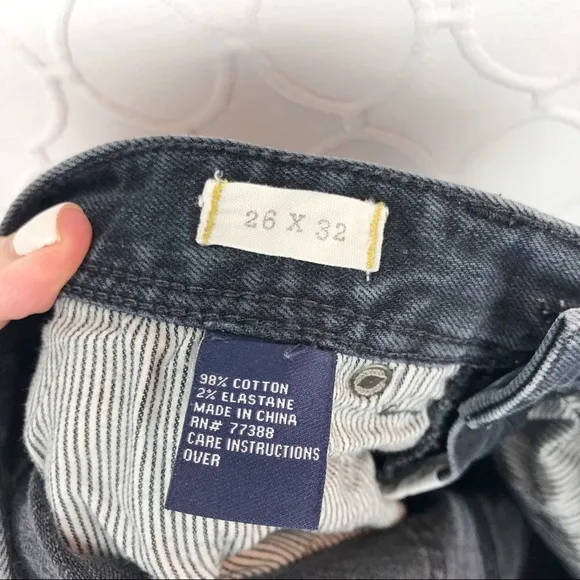 26 X 32
98% COTTON
2% ELASTANE
MADE IN CHINA
RN# 77388
CARE INSTRUCTIONS
OVER